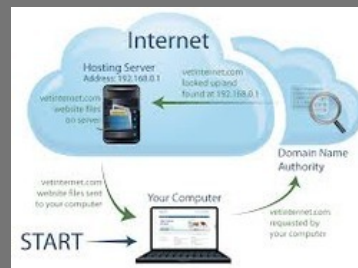 Internet
Hosting Server
Address: 192.168.0.1
vetinternet.com
looked up and
found at 192.168.0.1
vetinternet.com
website files
on server
Domain Name
Authority
vetinternet.com
website files sent
to your computer
Your Computer
vetinternet.com
requested by
your computer
START